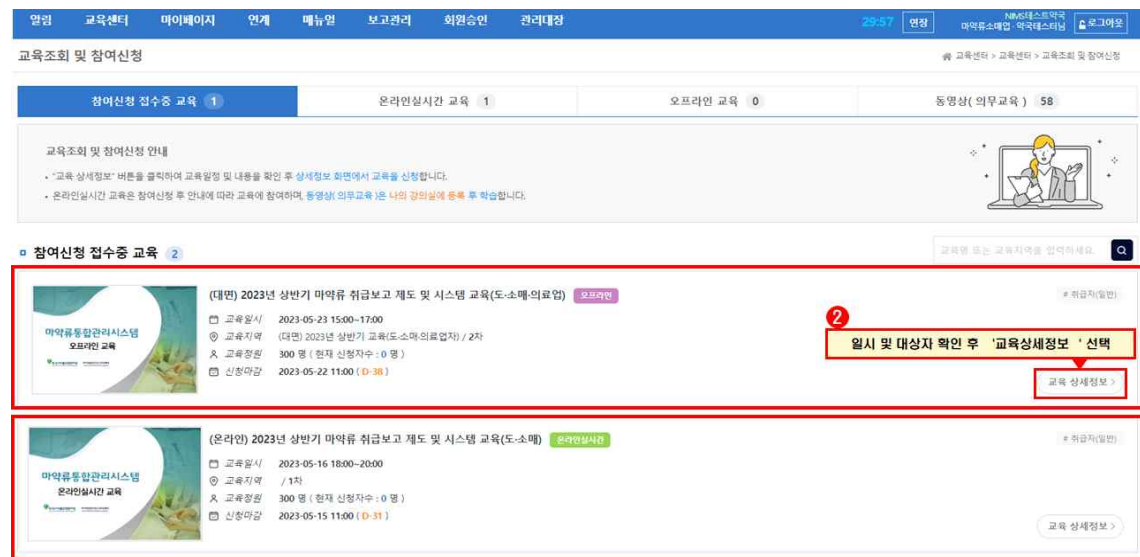 알림 교육센터 마이페이지 연계 매뉴얼 보고관리 회원승인 관리대장 29:57 연장 NIMS테스트약국
마약류소매업·약국테스터님 로그아웃
교육조회 및 참여신청 교육센터 > 교육센터 > 교육조회 및 참여신청
참여신청 접수중 교육 1 온라인실시간 교육 1 오프라인 교육 0 동영상( 의무교육 ) 58
교육조회 및 참여신청 안내
• "교육 상세정보" 버튼을 클릭하여 교육일정 및 내용을 확인 후 상세정보 화면에서 교육을 신청합니다.
• 온라인실시간 교육은 참여신청 후 안내에 따라 교육에 참여하며, 동영상( 의무교육 )은 나의 강의실에 등록 후 학습합니다.
참여신청 접수중 교육 2 교육명 또는 교육지역을 입력하세요.
마약류통합관리시스템
오프라인 교육
(대면) 2023년 상반기 마약류 취급보고 제도 및 시스템 교육(도·소매·의료업) 오프라인 # 취급자(일반)
교육일시 2023-05-23 15:00~17:00
교육지역 (대면) 2023년 상반기 교육(도·소매·의료업자) / 2차
교육정원 300 명 ( 현재 신청자수 : 0 명 )
신청마감 2023-05-22 11:00 ( D-38 )
2
일시 및 대상자 확인 후 '교육상세정보 ' 선택
교육 상세정보 >
마약류통합관리시스템
온라인실시간 교육
(온라인) 2023년 상반기 마약류 취급보고 제도 및 시스템 교육(도·소매) 온라인실시간 # 취급자(일반)
교육일시 2023-05-16 18:00~20:00
교육지역 / 1차
교육정원 300 명 ( 현재 신청자수 : 0 명 )
신청마감 2023-05-15 11:00 ( D-31 )
교육 상세정보 >